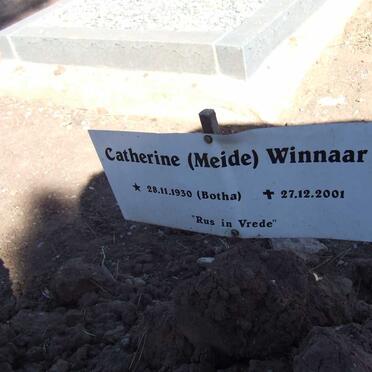 Catherine (Meide) Winnaar
★ 28.11.1930 (Botha) ✝ 27.12.2001
"Rus in Vrede"